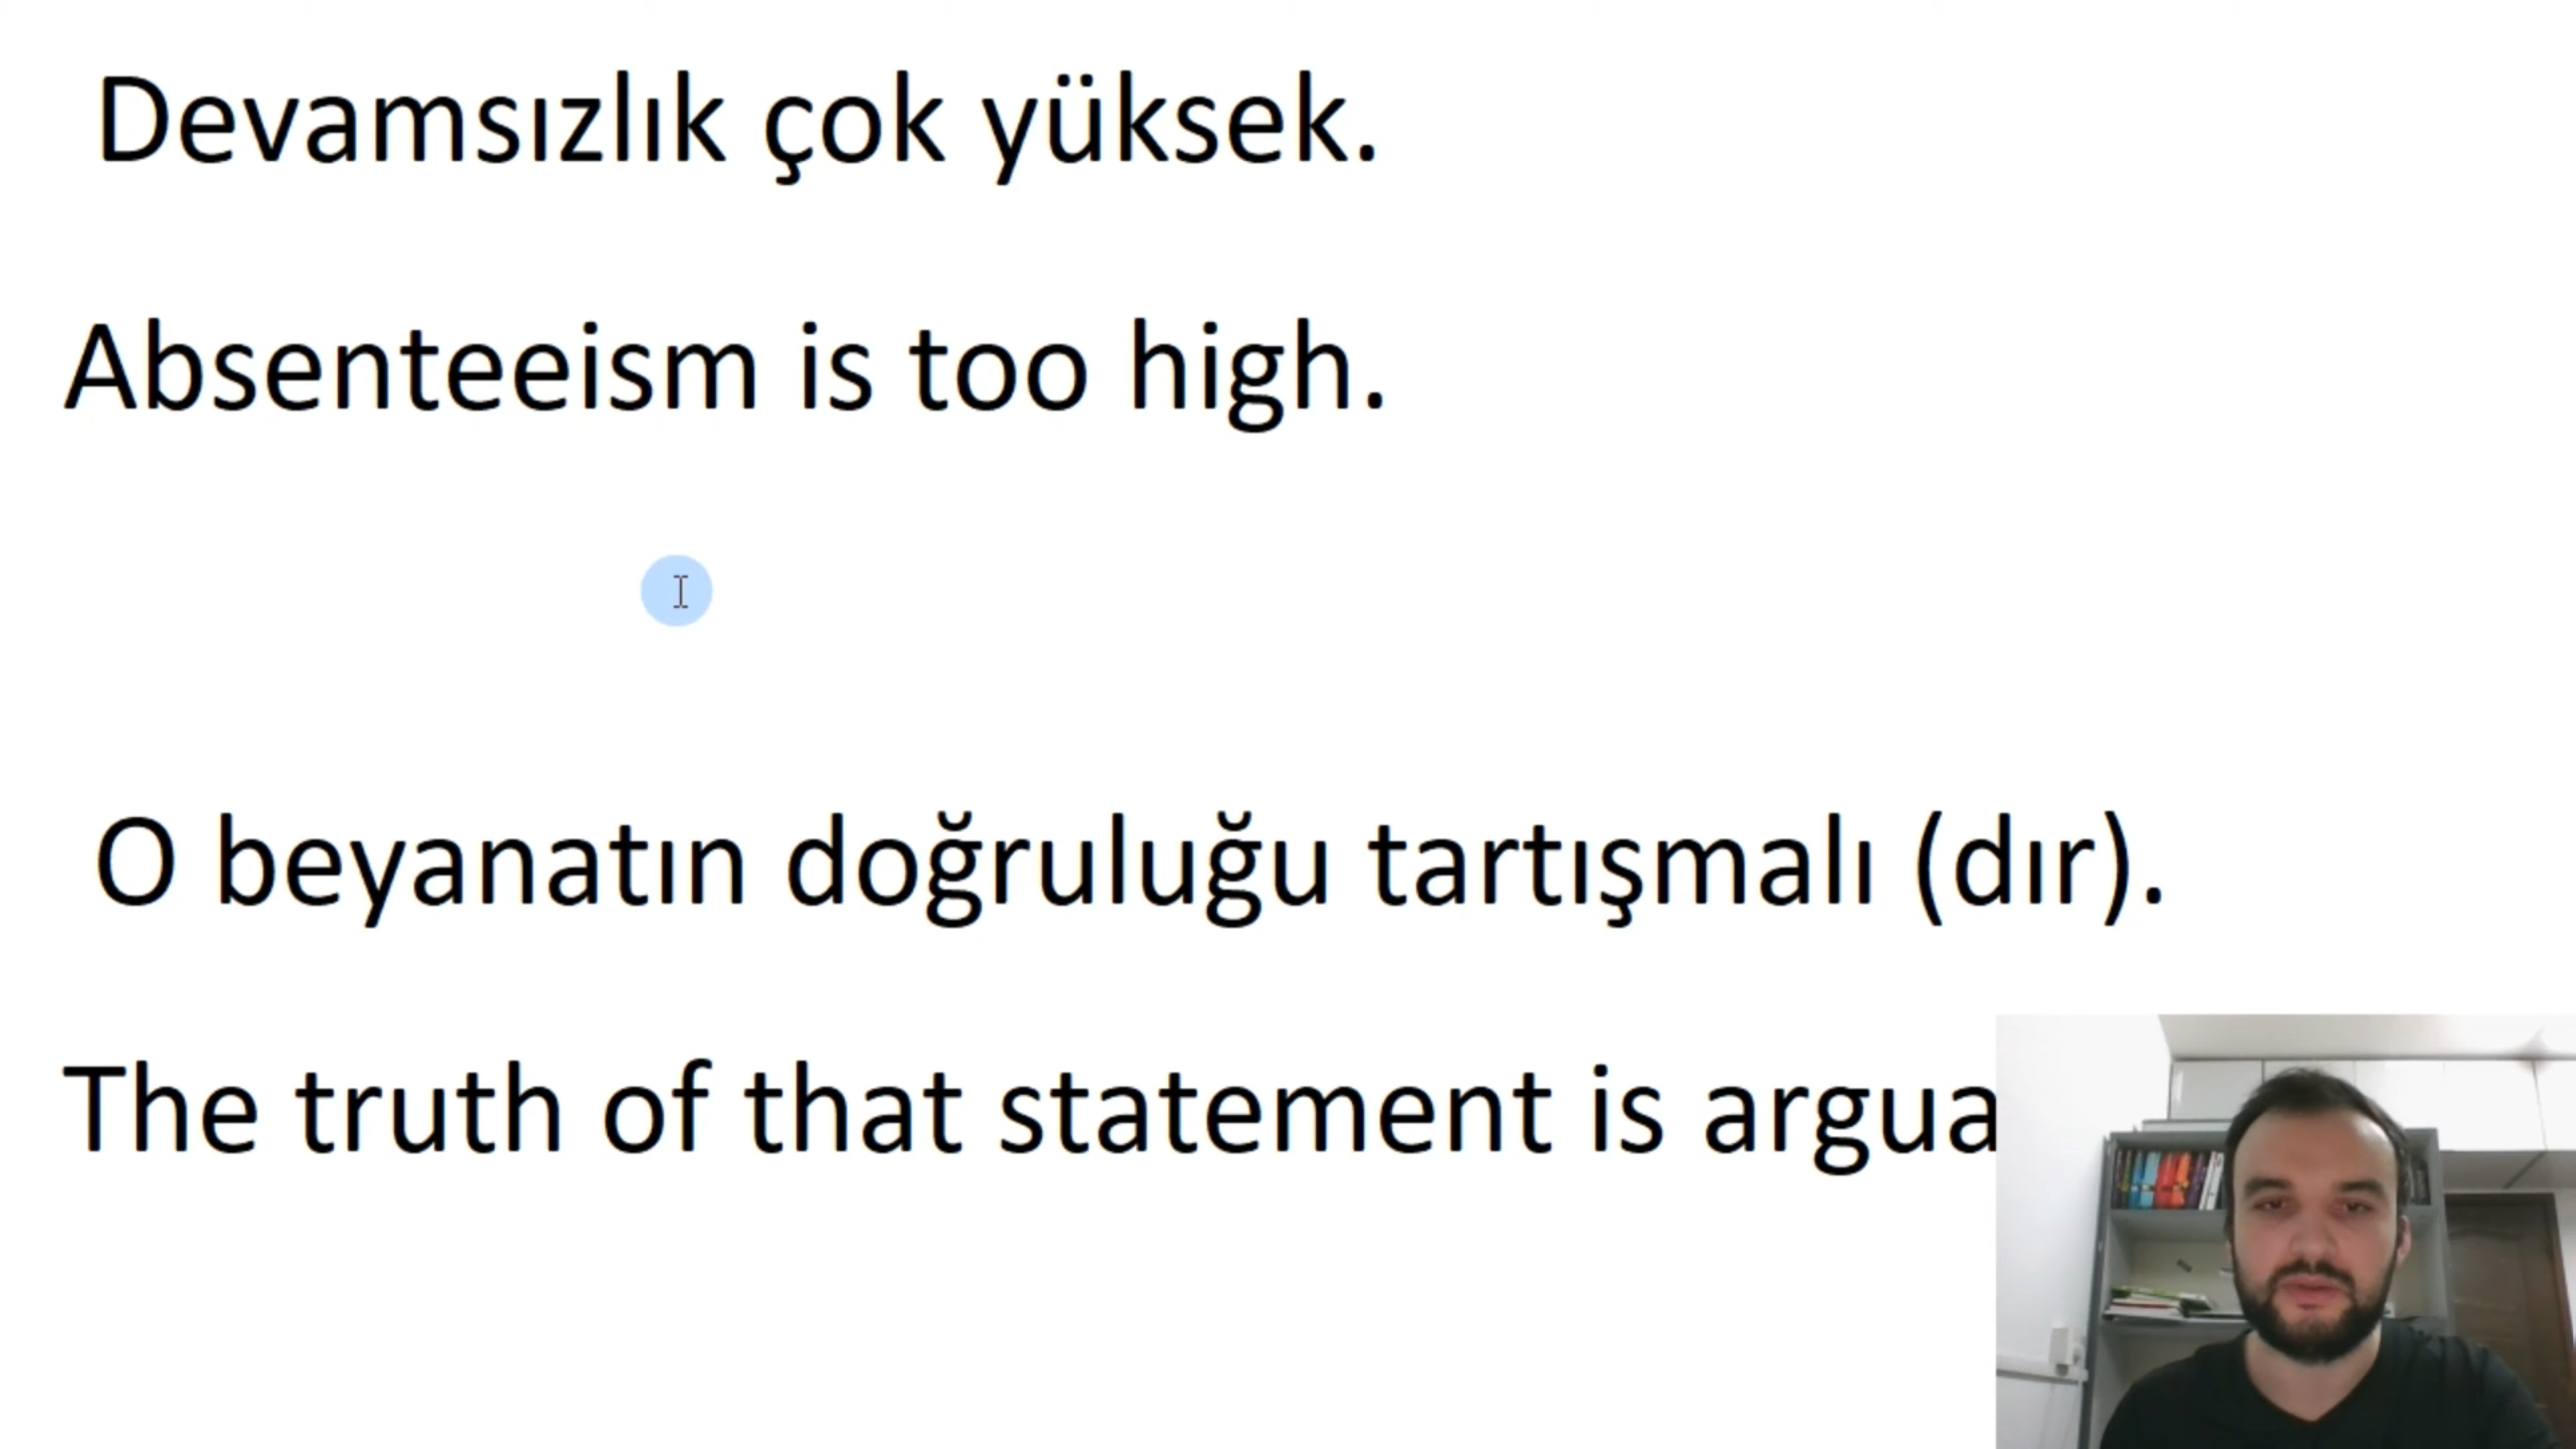 Devamsızlık çok yüksek.
Absenteeism is too high.
O beyanatın doğruluğu tartışmalı (dır).
The truth of that statement is argua